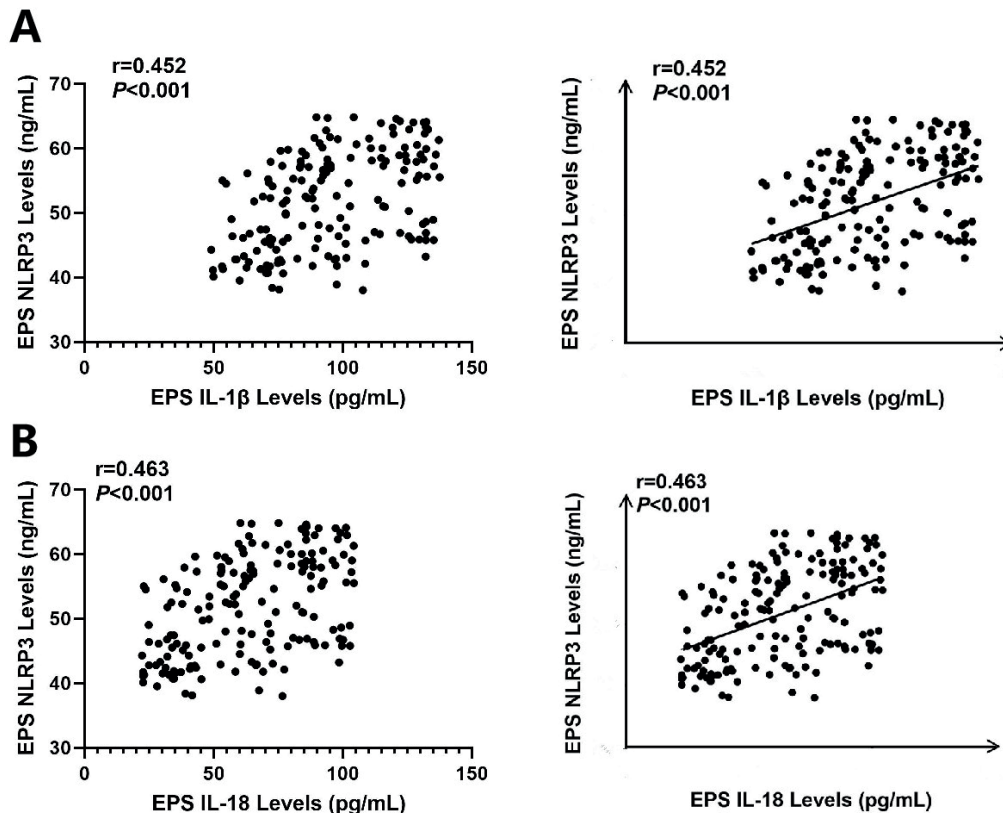 A
r=0.452
P<0.001
EPS NLRP3 Levels (ng/mL)
70
60
50
40
30
0
50
100
150
EPS IL-1β Levels (pg/mL)
r=0.452
P<0.001
EPS NLRP3 Levels (ng/mL)
EPS IL-1β Levels (pg/mL)
B
r=0.463
P<0.001
EPS NLRP3 Levels (ng/mL)
70
60
50
40
30
0
50
100
150
EPS IL-18 Levels (pg/mL)
r=0.463
P<0.001
EPS NLRP3 Levels (ng/mL)
EPS IL-18 Levels (pg/mL)